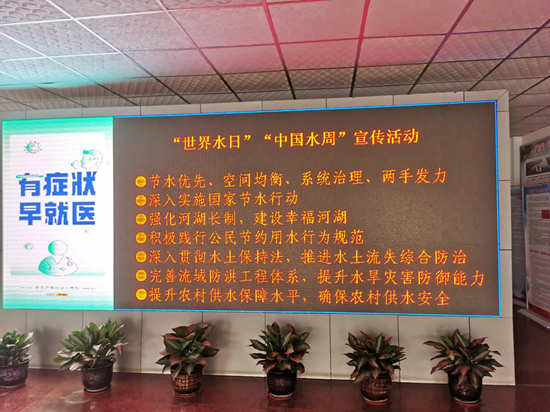 有症状
早就医
“世界水日”“中国水周”宣传活动
节水优先、空间均衡、系统治理、两手发力
深入实施国家节水行动
强化河湖长制，建设幸福河湖
积极践行公民节约用水行为规范
深入贯彻水土保持法，推进水土流失综合防治
完善流域防洪工程体系，提升水旱灾害防御能力
提升农村供水保障水平，确保农村供水安全